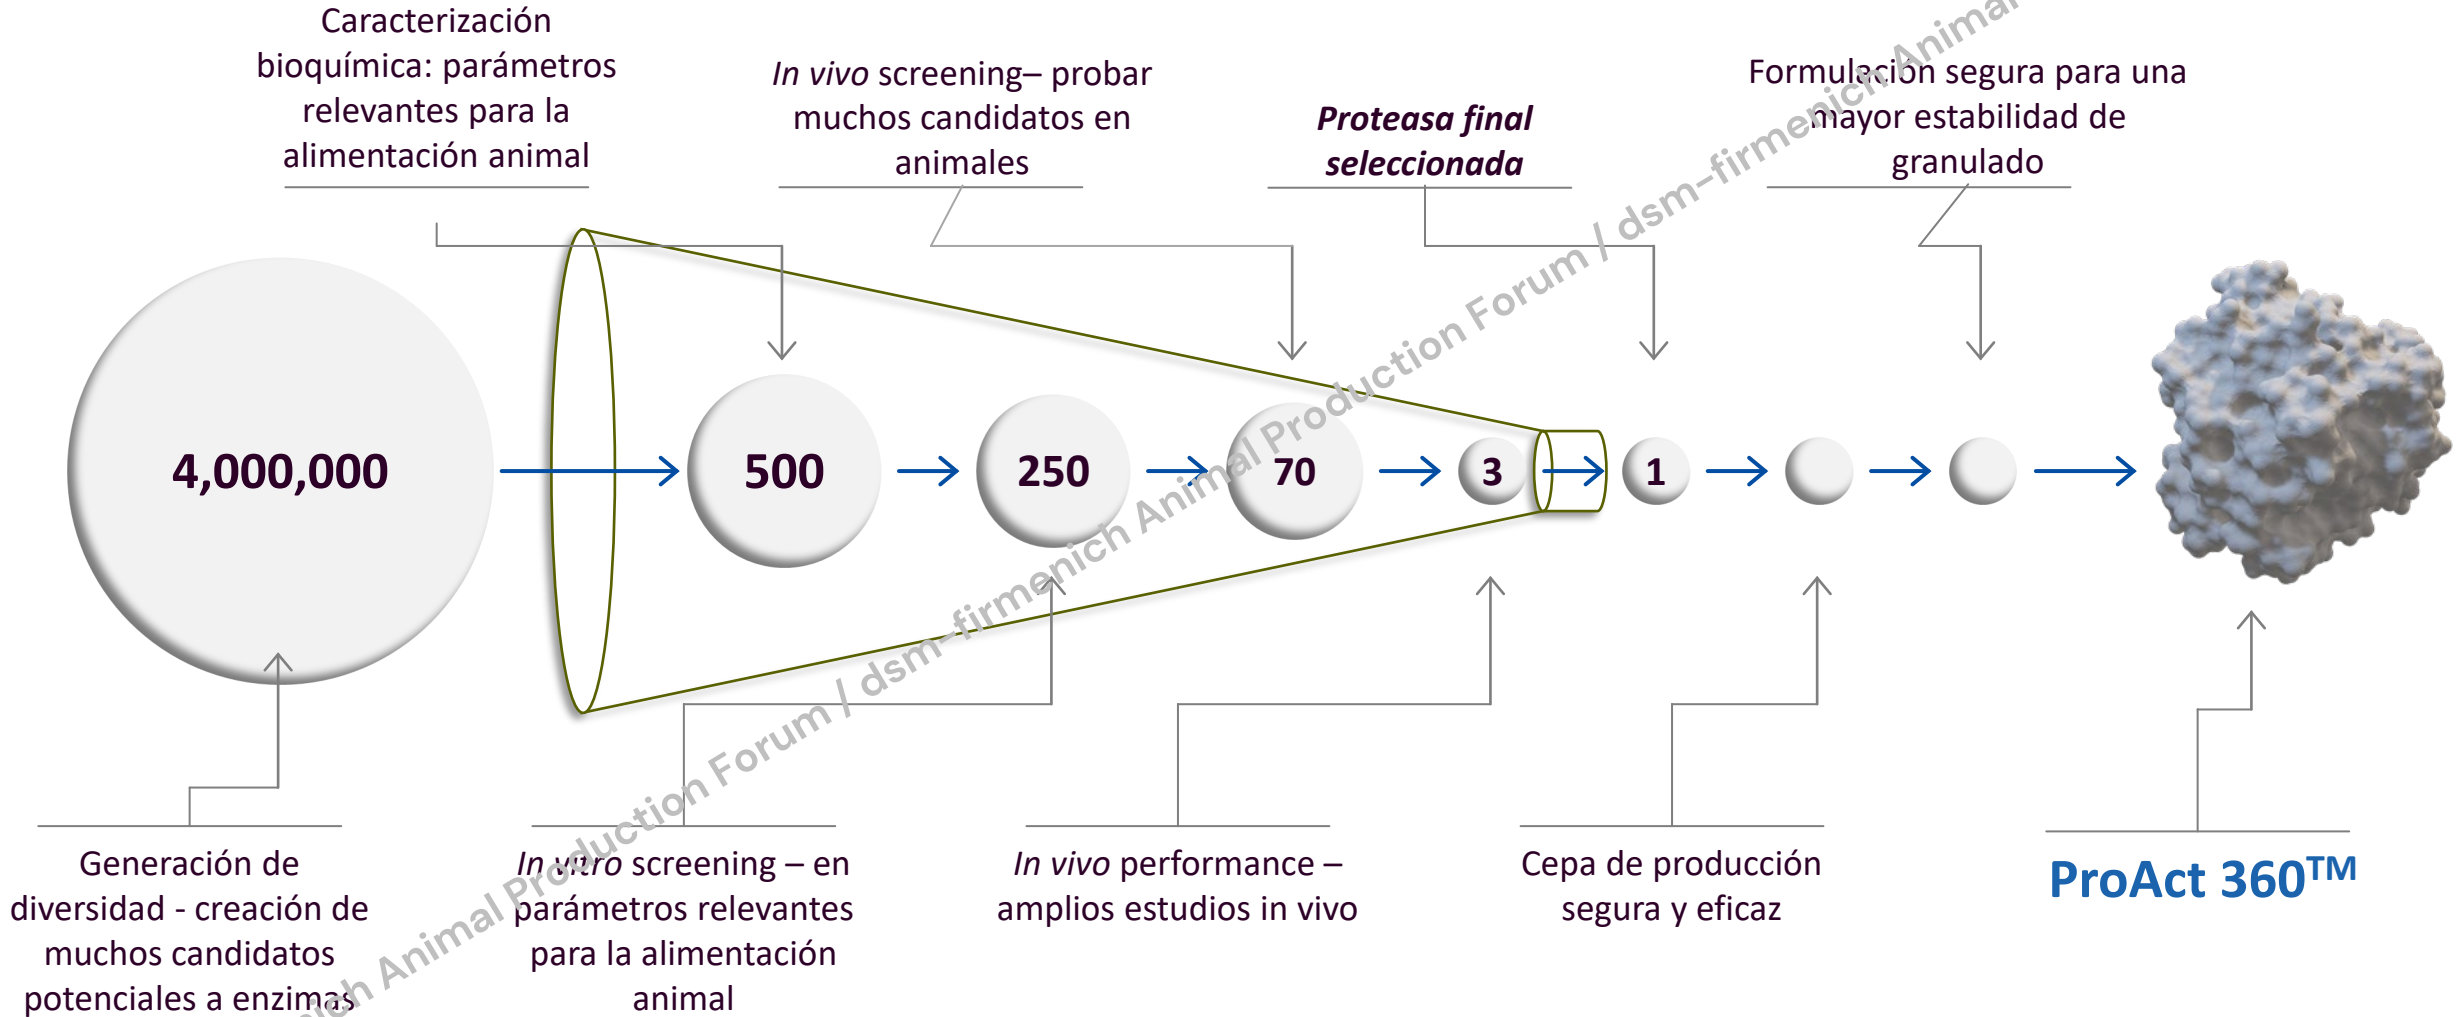 Caracterización
bioquímica: parámetros
relevantes para la
alimentación animal
In vivo screening– probar
muchos candidatos en
animales
Proteasa final
seleccionada
Formulación segura para una
mayor estabilidad de
granulado
4,000,000
500
250
70
3
1
Generación de
diversidad - creación de
muchos candidatos
potenciales a enzimas
In vitro screening – en
parámetros relevantes
para la alimentación
animal
In vivo performance –
amplios estudios in vivo
Cepa de producción
segura y eficaz
ProAct 360™
dsm-firmenich Animal Production Forum / dsm-firmenich Animal Production Forum / dsm-firmenich Animal